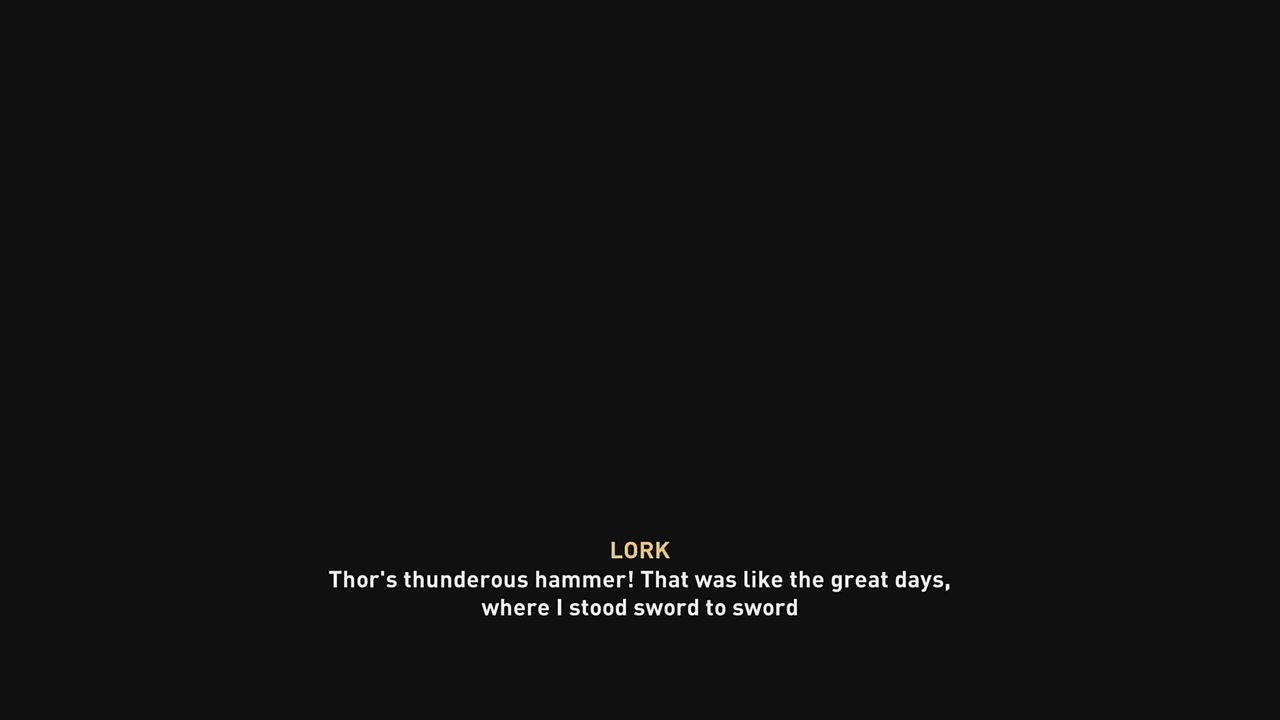 LORK
Thor's thunderous hammer! That was like the great days,
where I stood sword to sword